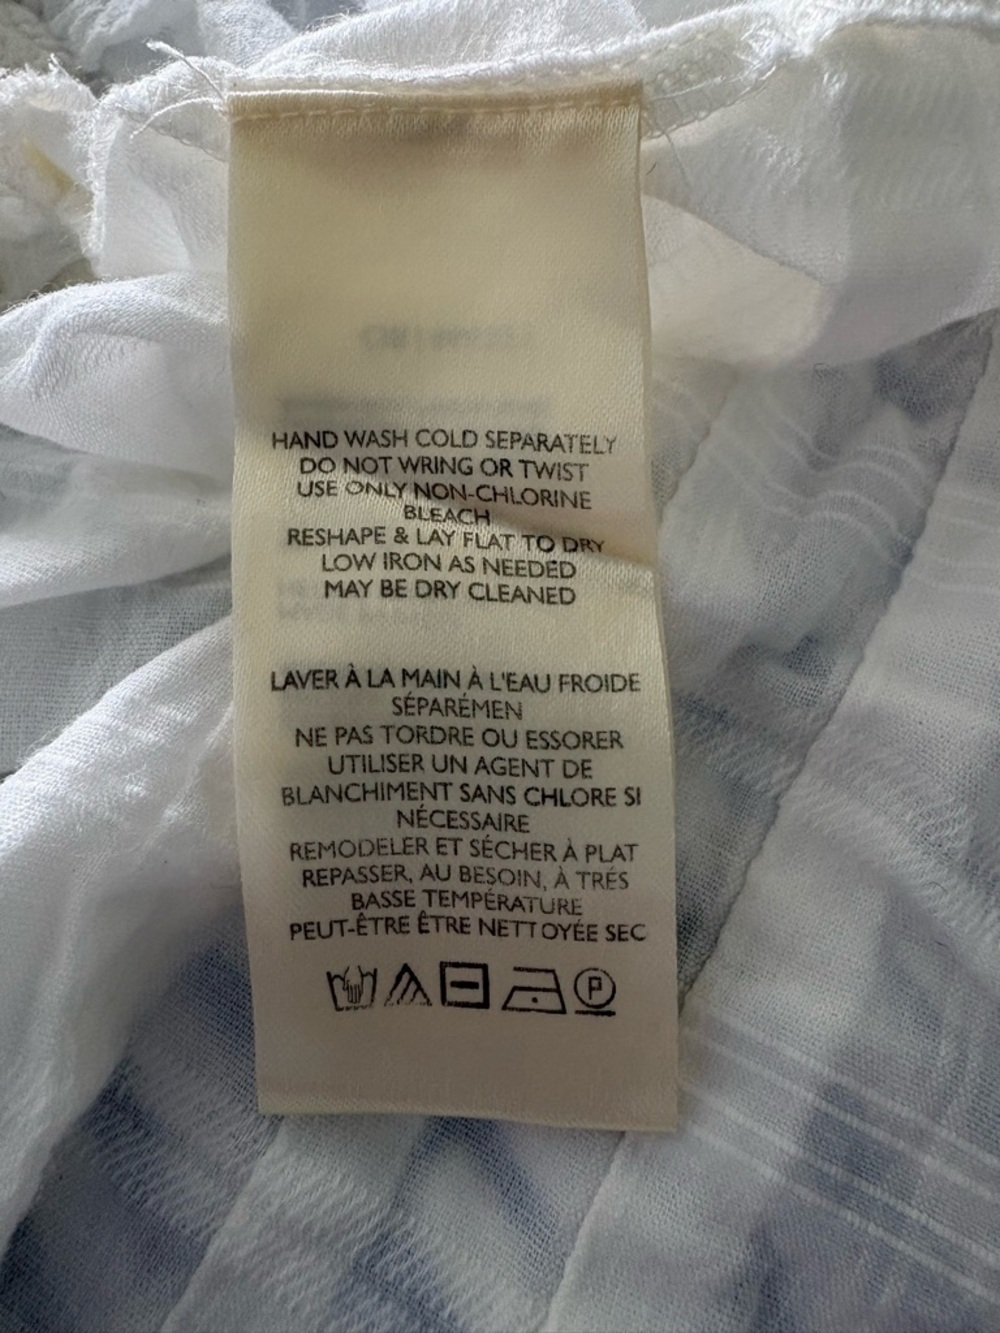 HAND WASH COLD SEPARATELY
DO NOT WRING OR TWIST
USE ONLY NON-CHLORINE
BLEACH
RESHAPE & LAY FLAT TO DRY
LOW IRON AS NEEDED
MAY BE DRY CLEANED
LAVER À LA MAIN À L'EAU FROIDE
SÉPARÉMEN
NE PAS TORDRE OU ESSORER
UTILISER UN AGENT DE
BLANCHIMENT SANS CHLORE SI
NÉCESSAIRE
REMODELER ET SÉCHER À PLAT
REPASSER, AU BESOIN, À TRÉS
BASSE TEMPÉRATURE
PEUT-ÊTRE ÊTRE NETTOYÉE SEC
P